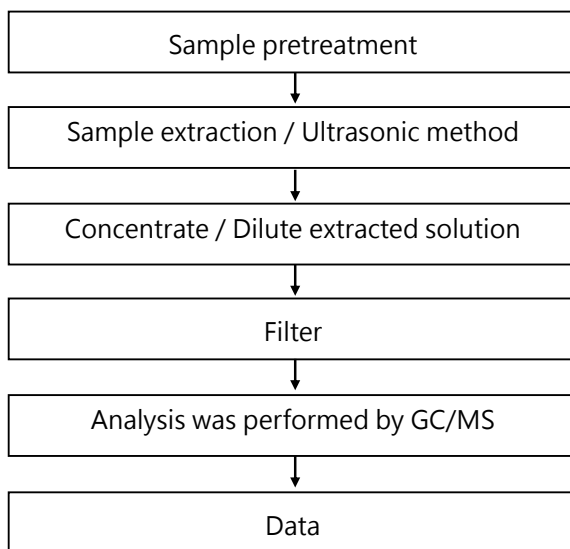 Sample pretreatment
Sample extraction / Ultrasonic method
Concentrate / Dilute extracted solution
Filter
Analysis was performed by GC/MS
Data